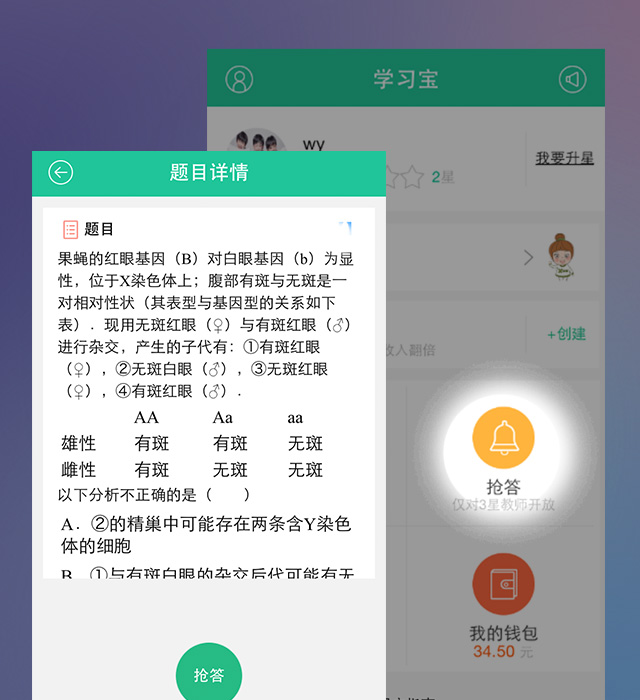 学习宝
wy
我要升星
2星
+创建
收入翻倍
抢答
仅对3星教师开放
我的钱包
34.50 元
题目详情
题目
果蝇的红眼基因（B）对白眼基因（b）为显
性，位于X染色体上；腹部有斑与无斑是一
对相对性状（其表型与基因型的关系如下
表）．现用无斑红眼（♀）与有斑红眼（♂）
进行杂交，产生的子代有：①有斑红眼
（♀），②无斑白眼（♂），③无斑红眼
（♀），④有斑红眼（♂）．
AA Aa aa
雄性 有斑 有斑 无斑
雌性 有斑 无斑 无斑
以下分析不正确的是（　　）
A．②的精巢中可能存在两条含Y染色
体的细胞
B．①与有斑白眼的杂交后代可能有无
抢答